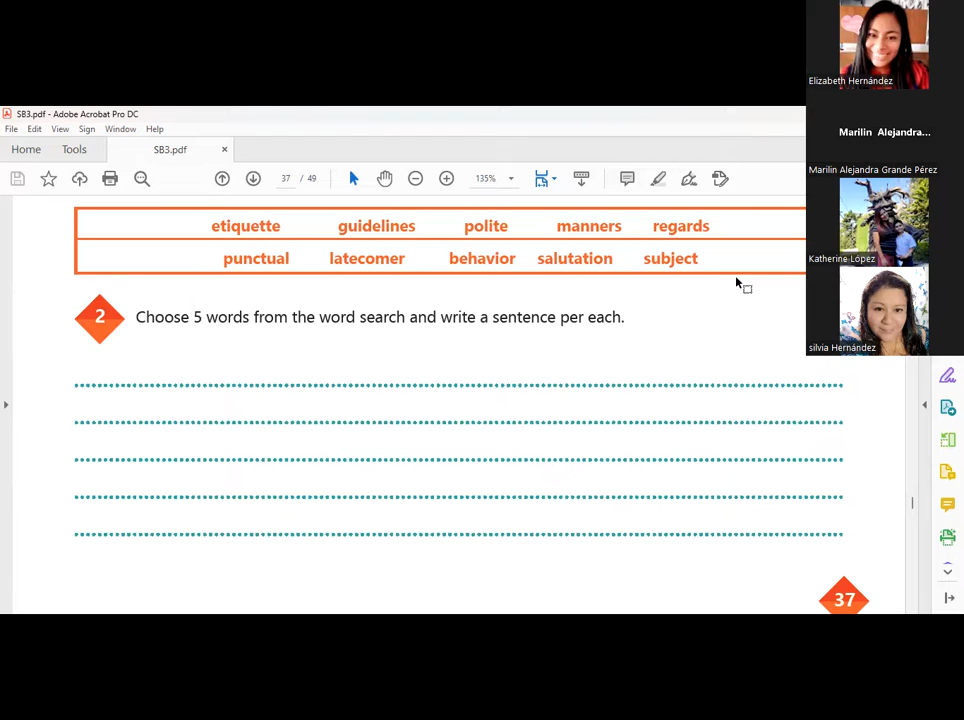 Elizabeth Hernández
SB3.pdf - Adobe Acrobat Pro DC
File Edit View Sign Window Help
Marilin Alejandra...
Home Tools SB3.pdf ×
Marilin Alejandra Grande Pérez
37 / 49 135%
etiquette guidelines polite manners regards
punctual latecomer behavior salutation subject
Katherine López
2 Choose 5 words from the word search and write a sentence per each.
silvia Hernández
37